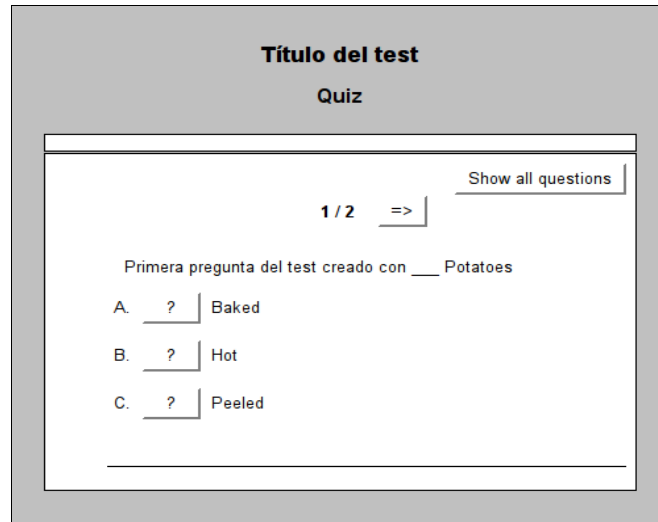 Título del test
Quiz
Show all questions
1 / 2 =>
Primera pregunta del test creado con ___ Potatoes
A. ? Baked
B. ? Hot
C. ? Peeled